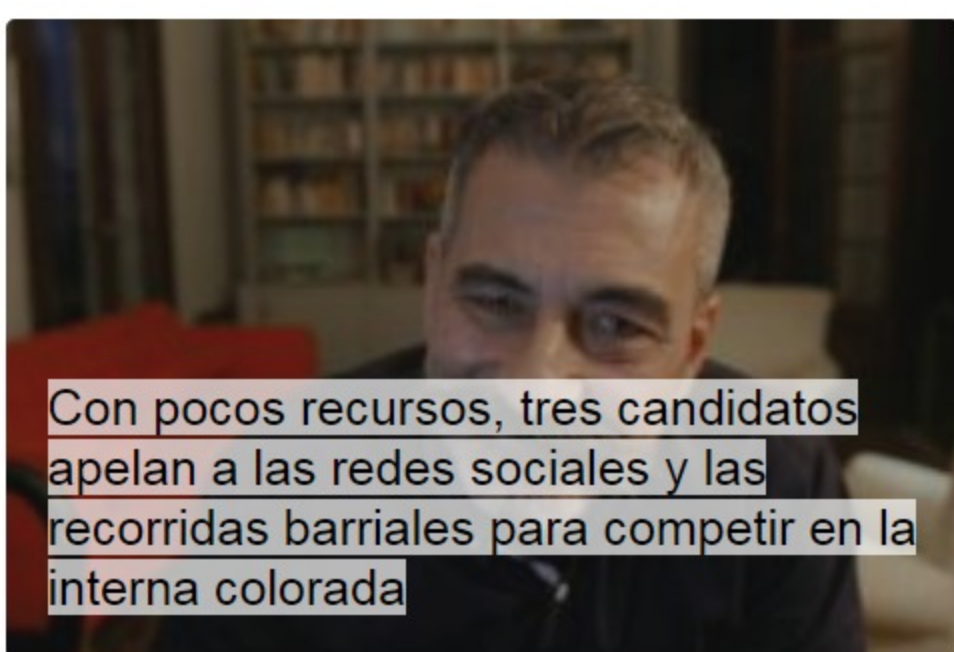 Con pocos recursos, tres candidatos
apelan a las redes sociales y las
recorridas barriales para competir en la
interna colorada